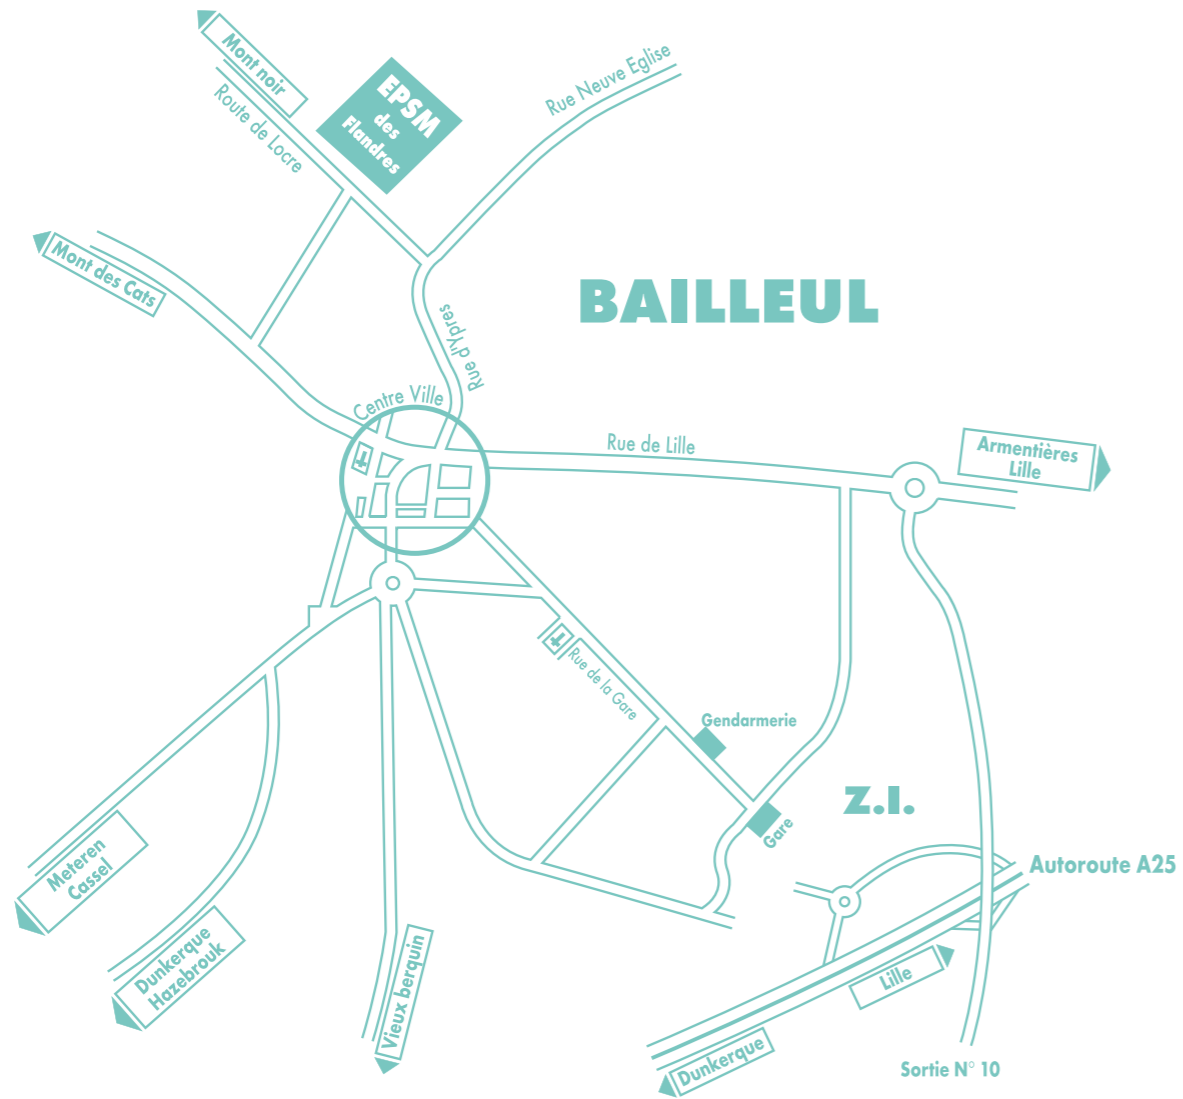 Mont noir
EPSM
des
Flandres
Rue Neuve Eglise
Route de Locre
Mont des Cats
BAILLEUL
Rue d'Ypres
Centre Ville
Rue de Lille
Armentières
Lille
Rue de la Gare
Gendarmerie
Z.I.
Gare
Autoroute A25
Meteren
Cassel
Dunkerque
Hazebrouk
Vieux berquin
Lille
Dunkerque
Sortie N° 10